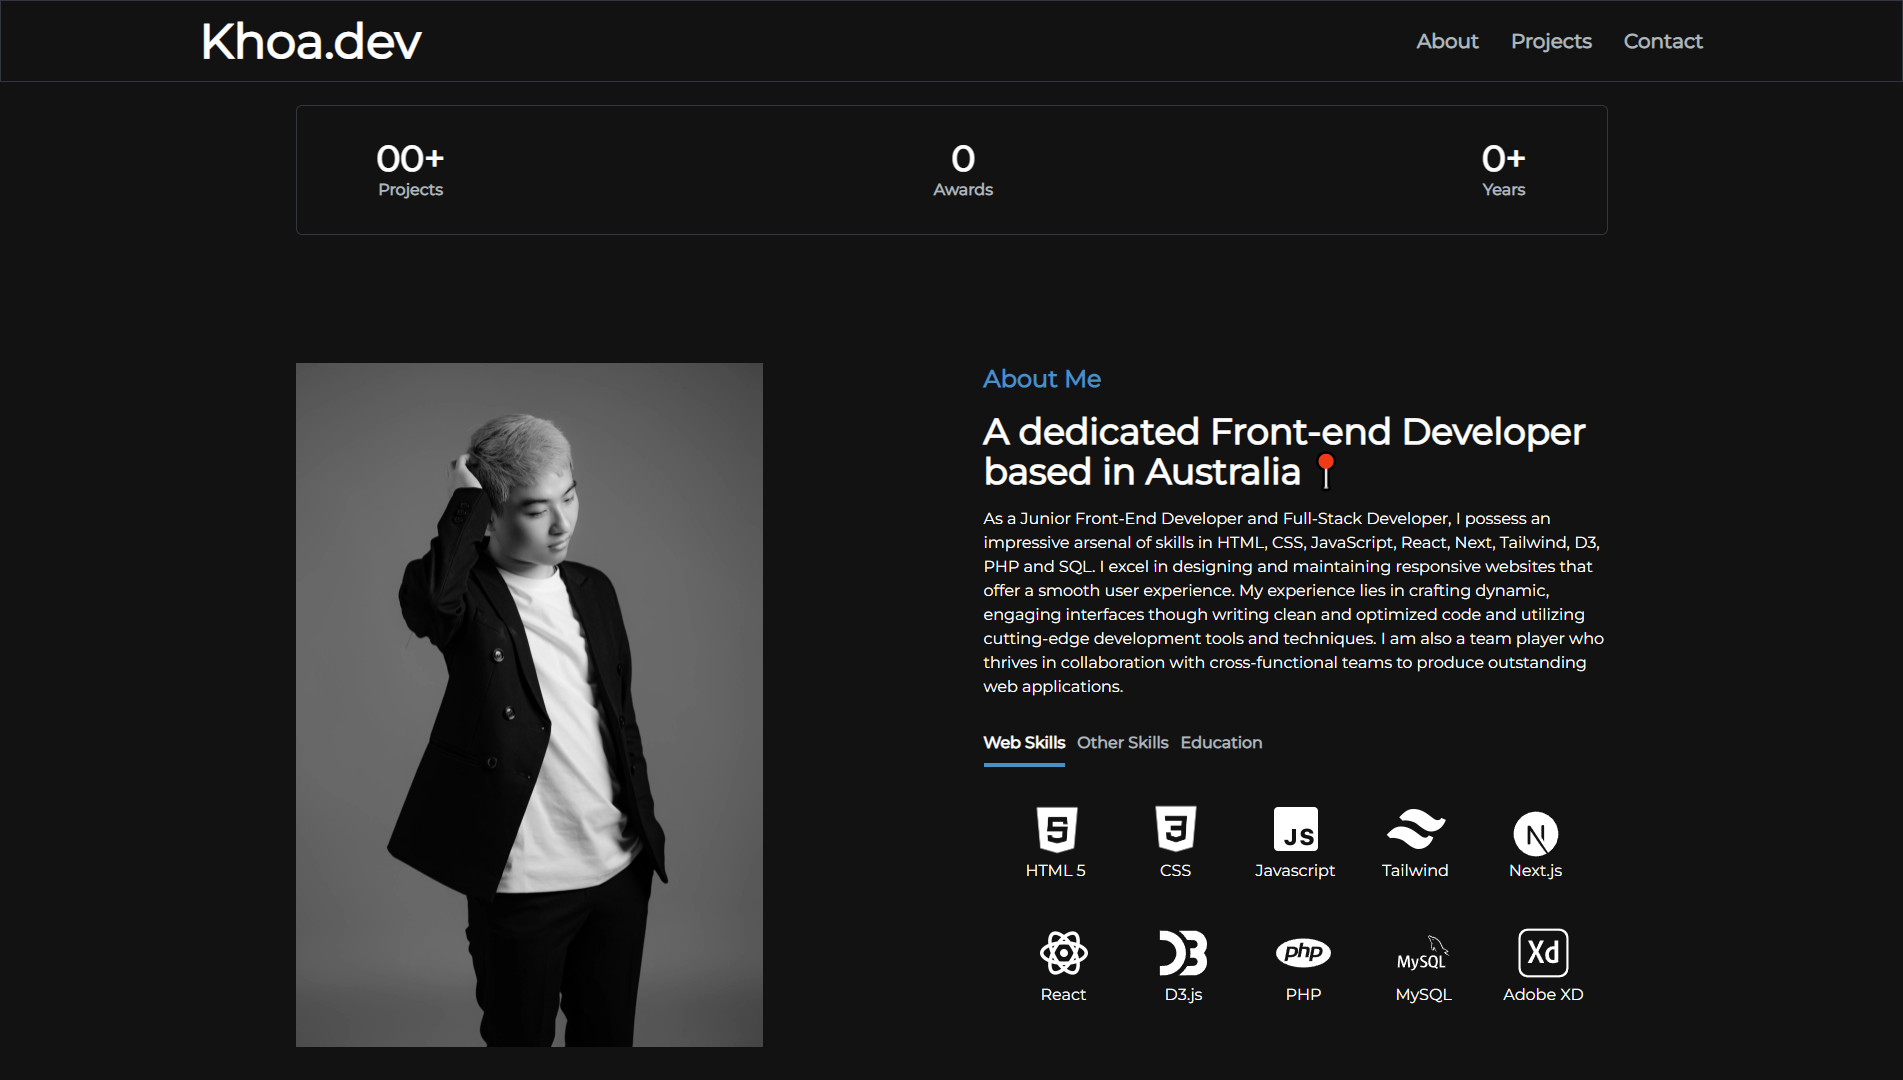 Khoa.dev
About Projects Contact
00+
Projects
0
Awards
0+
Years
About Me
A dedicated Front-end Developer
based in Australia📍
As a Junior Front-End Developer and Full-Stack Developer, I possess an
impressive arsenal of skills in HTML, CSS, JavaScript, React, Next, Tailwind, D3,
PHP and SQL. I excel in designing and maintaining responsive websites that
offer a smooth user experience. My experience lies in crafting dynamic,
engaging interfaces though writing clean and optimized code and utilizing
cutting-edge development tools and techniques. I am also a team player who
thrives in collaboration with cross-functional teams to produce outstanding
web applications.
Web Skills Other Skills Education
5 3 JS N
HTML 5 CSS Javascript Tailwind Next.js
D3 php MySQL Xd
React D3.js PHP MySQL Adobe XD